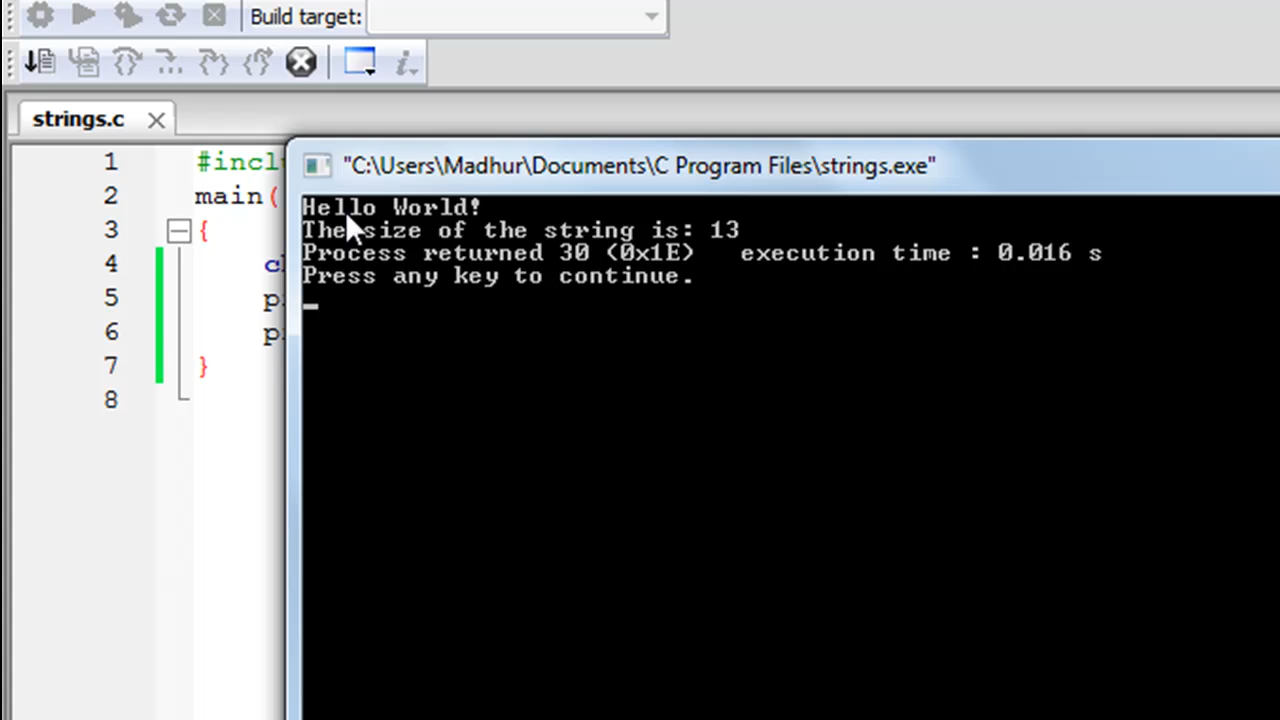 Build target:
strings.c
"C:\Users\Madhur\Documents\C Program Files\strings.exe"
1 #incl
2 main(
3 {
4 c
5 p
6 p
7 }
8
Hello World!
The size of the string is: 13
Process returned 30 (0x1E) execution time : 0.016 s
Press any key to continue.